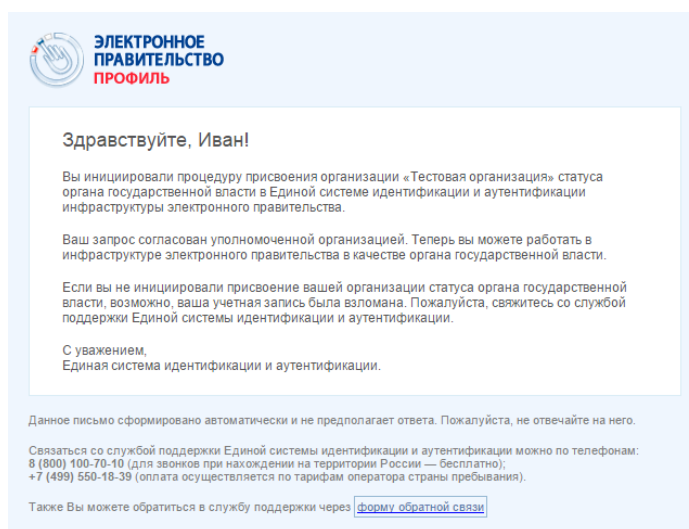 ЭЛЕКТРОННОЕ
ПРАВИТЕЛЬСТВО
ПРОФИЛЬ
Здравствуйте, Иван!
Вы инициировали процедуру присвоения организации «Тестовая организация» статуса
органа государственной власти в Единой системе идентификации и аутентификации
инфраструктуры электронного правительства.
Ваш запрос согласован уполномоченной организацией. Теперь вы можете работать в
инфраструктуре электронного правительства в качестве органа государственной власти.
Если вы не инициировали присвоение вашей организации статуса органа государственной
власти, возможно, ваша учетная запись была взломана. Пожалуйста, свяжитесь со службой
поддержки Единой системы идентификации и аутентификации.
С уважением,
Единая система идентификации и аутентификации.
Данное письмо сформировано автоматически и не предполагает ответа. Пожалуйста, не отвечайте на него.
Связаться со службой поддержки Единой системы идентификации и аутентификации можно по телефонам:
8 (800) 100-70-10 (для звонков при нахождении на территории России — бесплатно);
+7 (499) 550-18-39 (оплата осуществляется по тарифам оператора страны пребывания).
Также Вы можете обратиться в службу поддержки через форму обратной связи